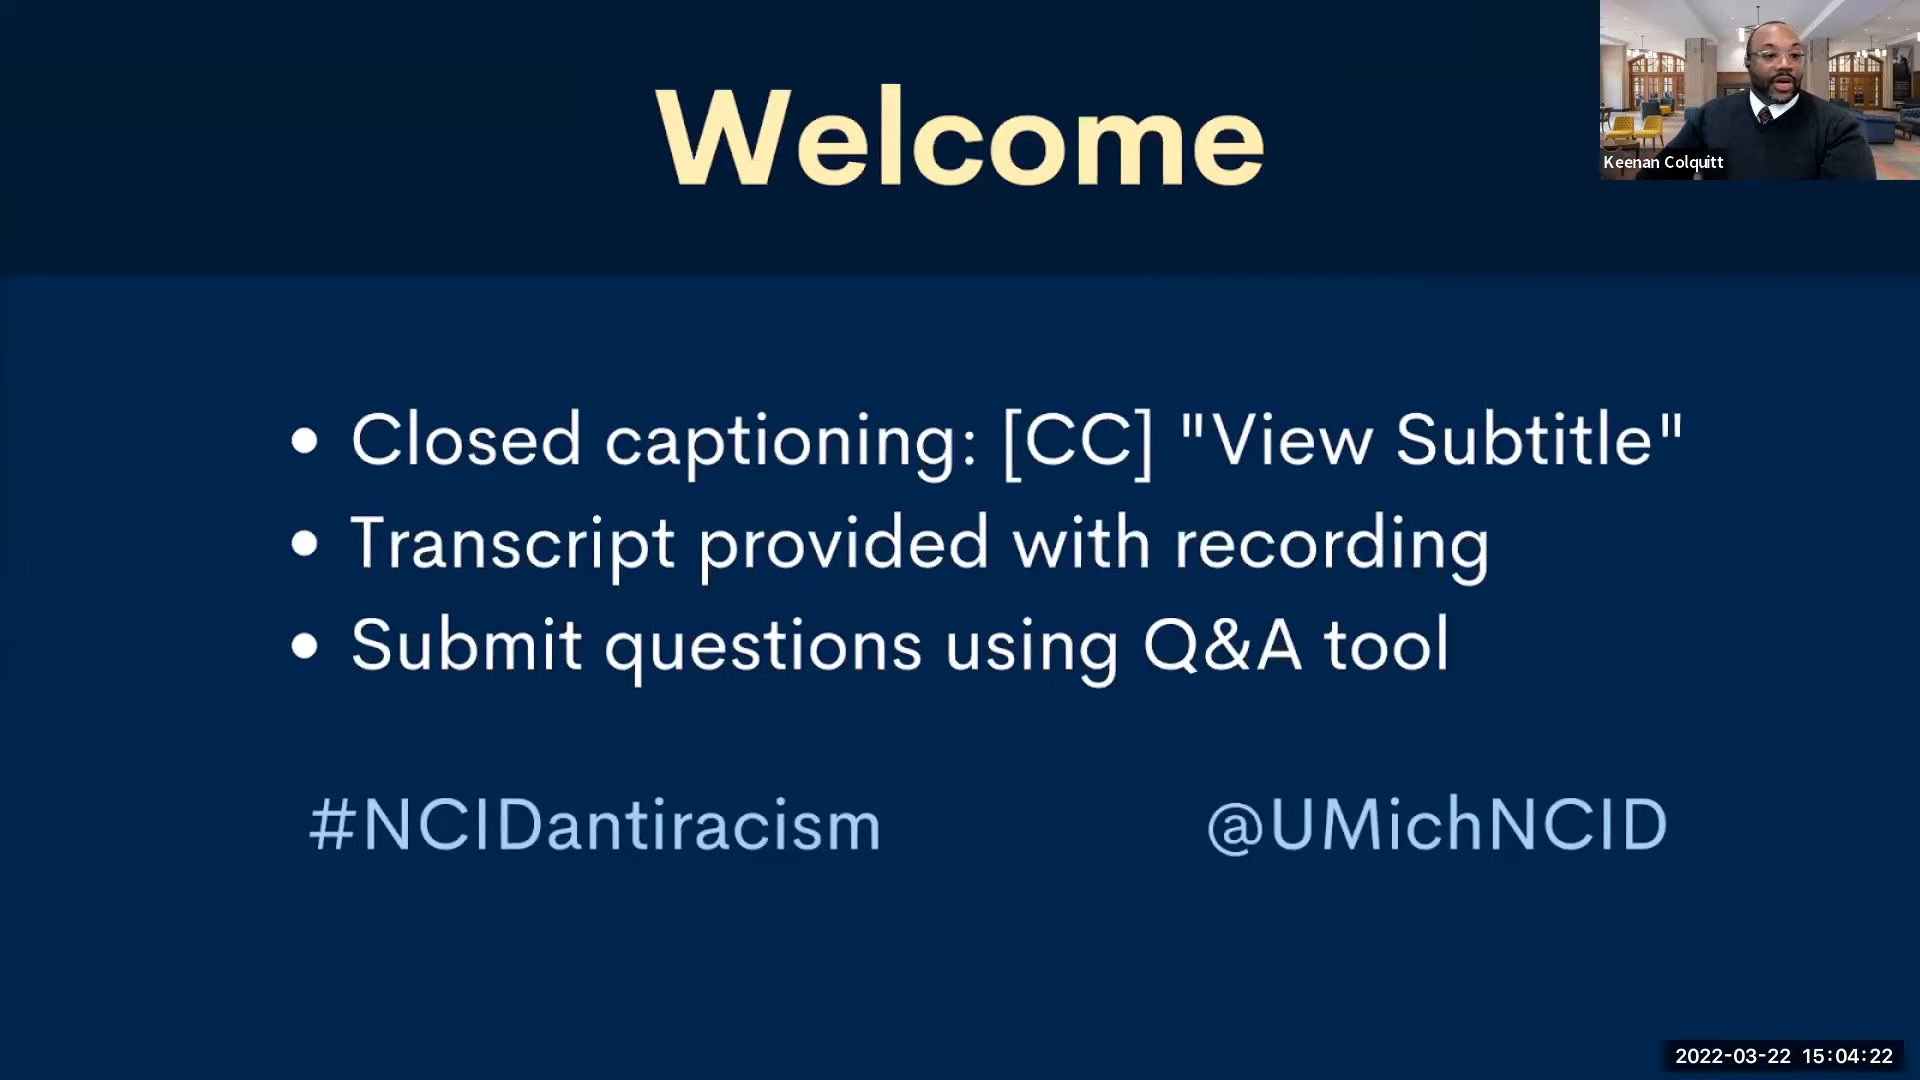 Welcome
Keenan Colquitt
• Closed captioning: [CC] "View Subtitle"
• Transcript provided with recording
• Submit questions using Q&A tool
#NCIDantiracism
@UMichNCID
2022-03-22 15:04:22